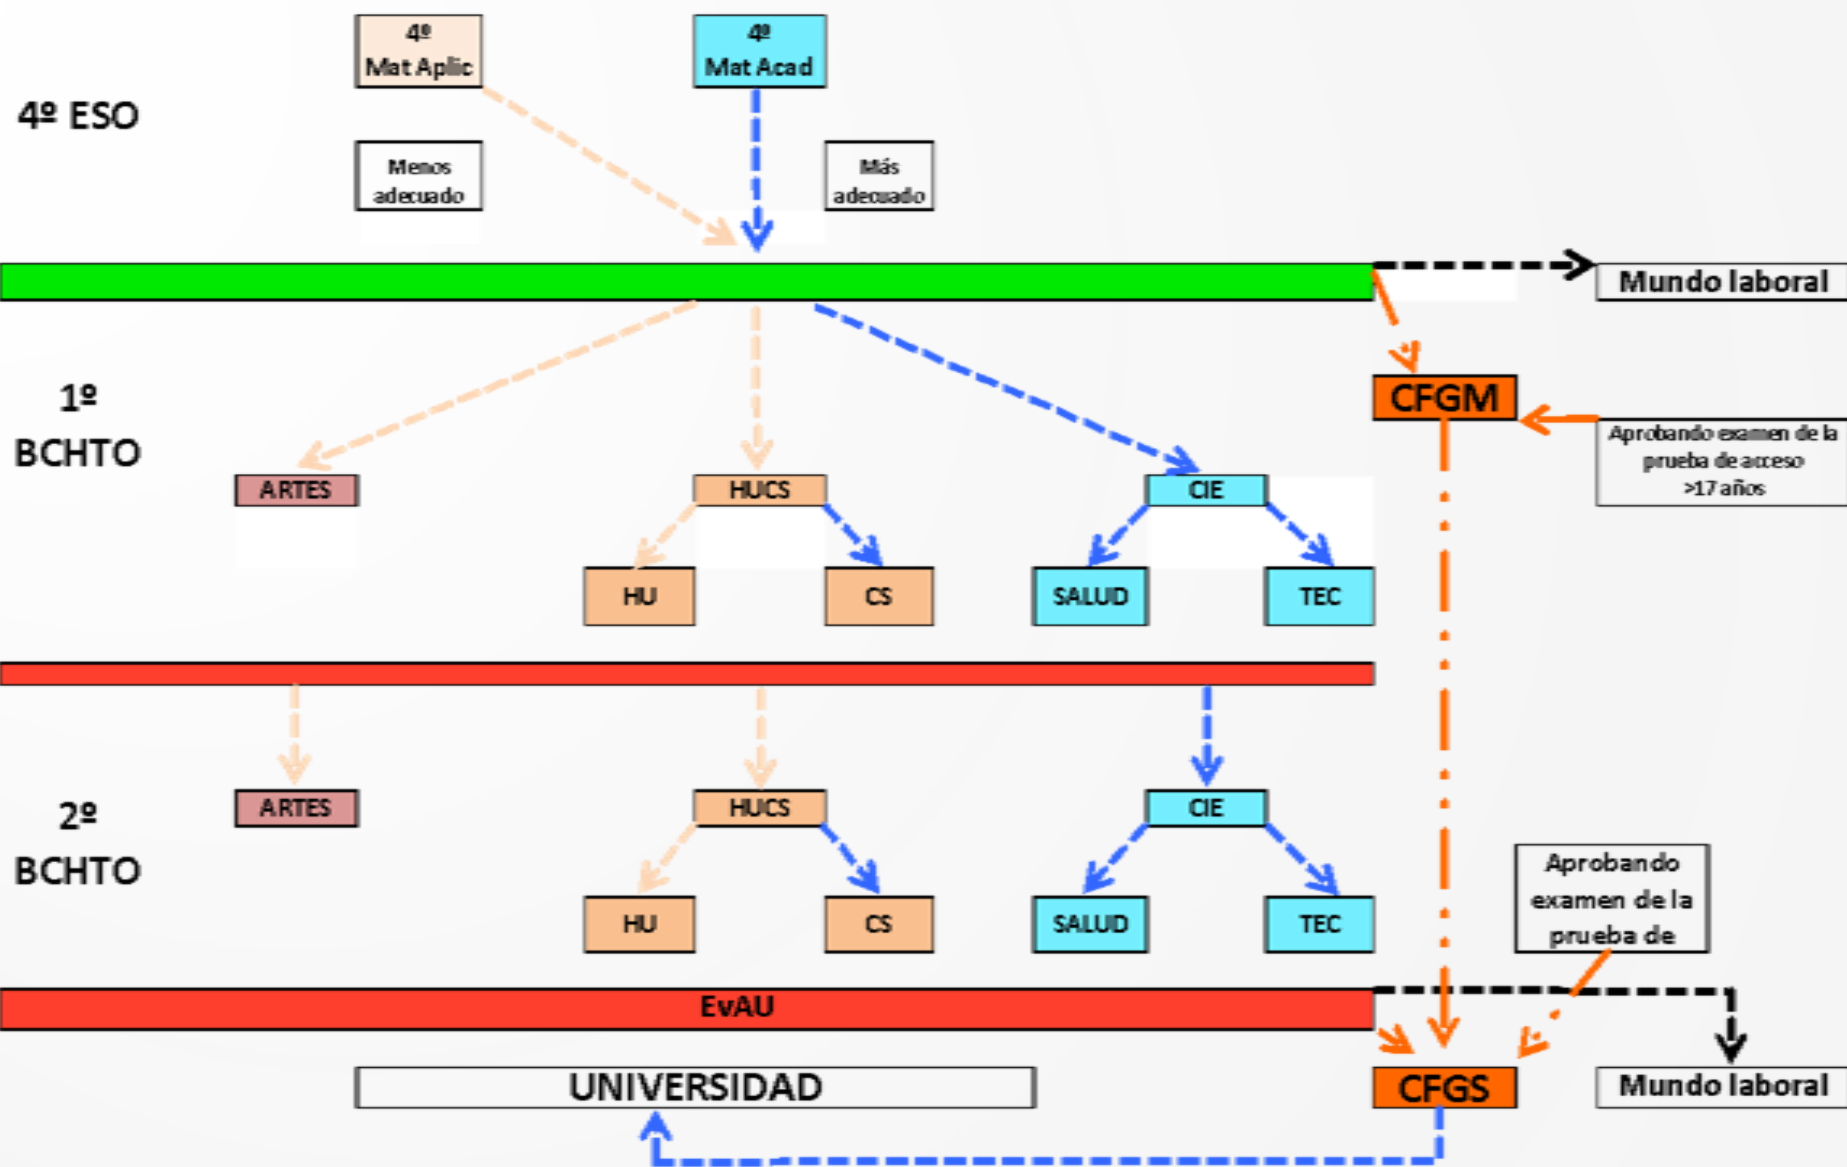 4º
Mat Aplic
4º
Mat Acad
4º ESO
Menos
adecuado
Más
adecuado
Mundo laboral
1º
BCHTO
CFGM
Aprobando examen de la
prueba de acceso
>17 años
ARTES
HUCS
CIE
HU
CS
SALUD
TEC
2º
BCHTO
ARTES
HUCS
CIE
HU
CS
SALUD
TEC
Aprobando
examen de la
prueba de
EvAU
UNIVERSIDAD
CFGS
Mundo laboral